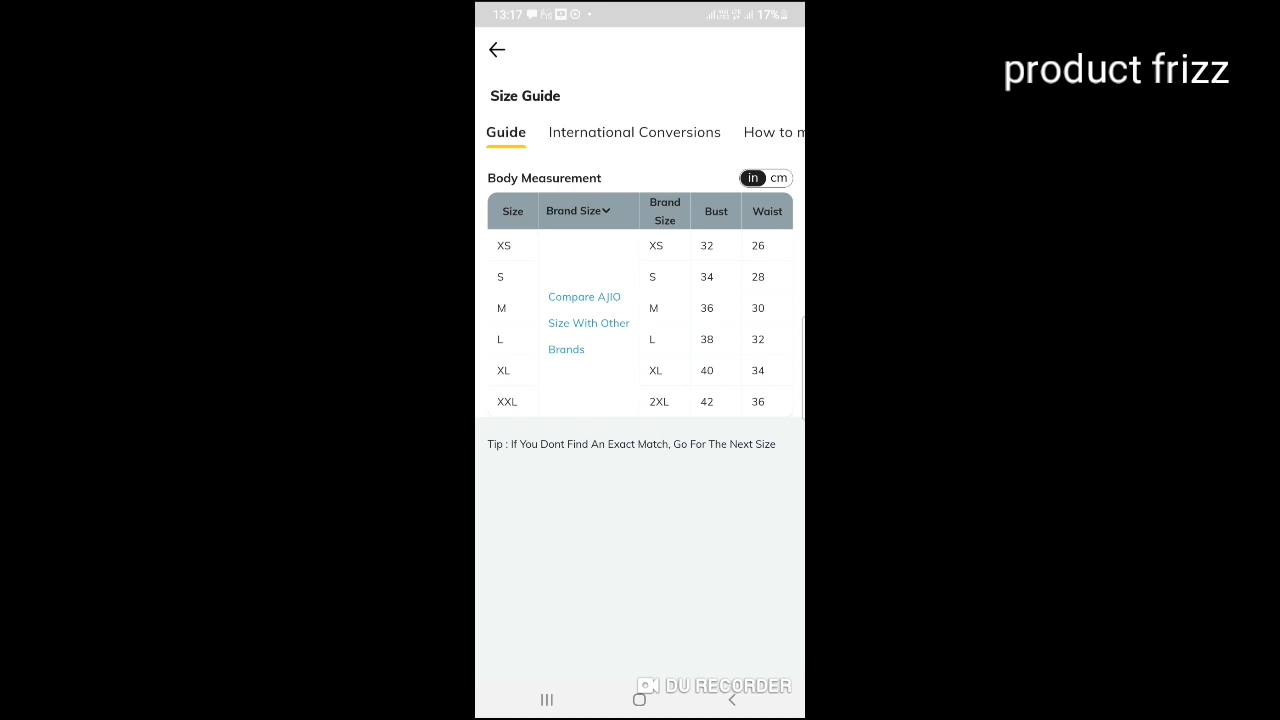 13:17
17%
product frizz
Size Guide
Guide International Conversions How to m
Body Measurement in cm
Size Brand Size Brand Size Bust Waist
XS XS 32 26
S S 34 28
M M 36 30
L L 38 32
XL XL 40 34
XXL 2XL 42 36
Compare AJIO
Size With Other
Brands
Tip : If You Dont Find An Exact Match, Go For The Next Size
DU RECORDER